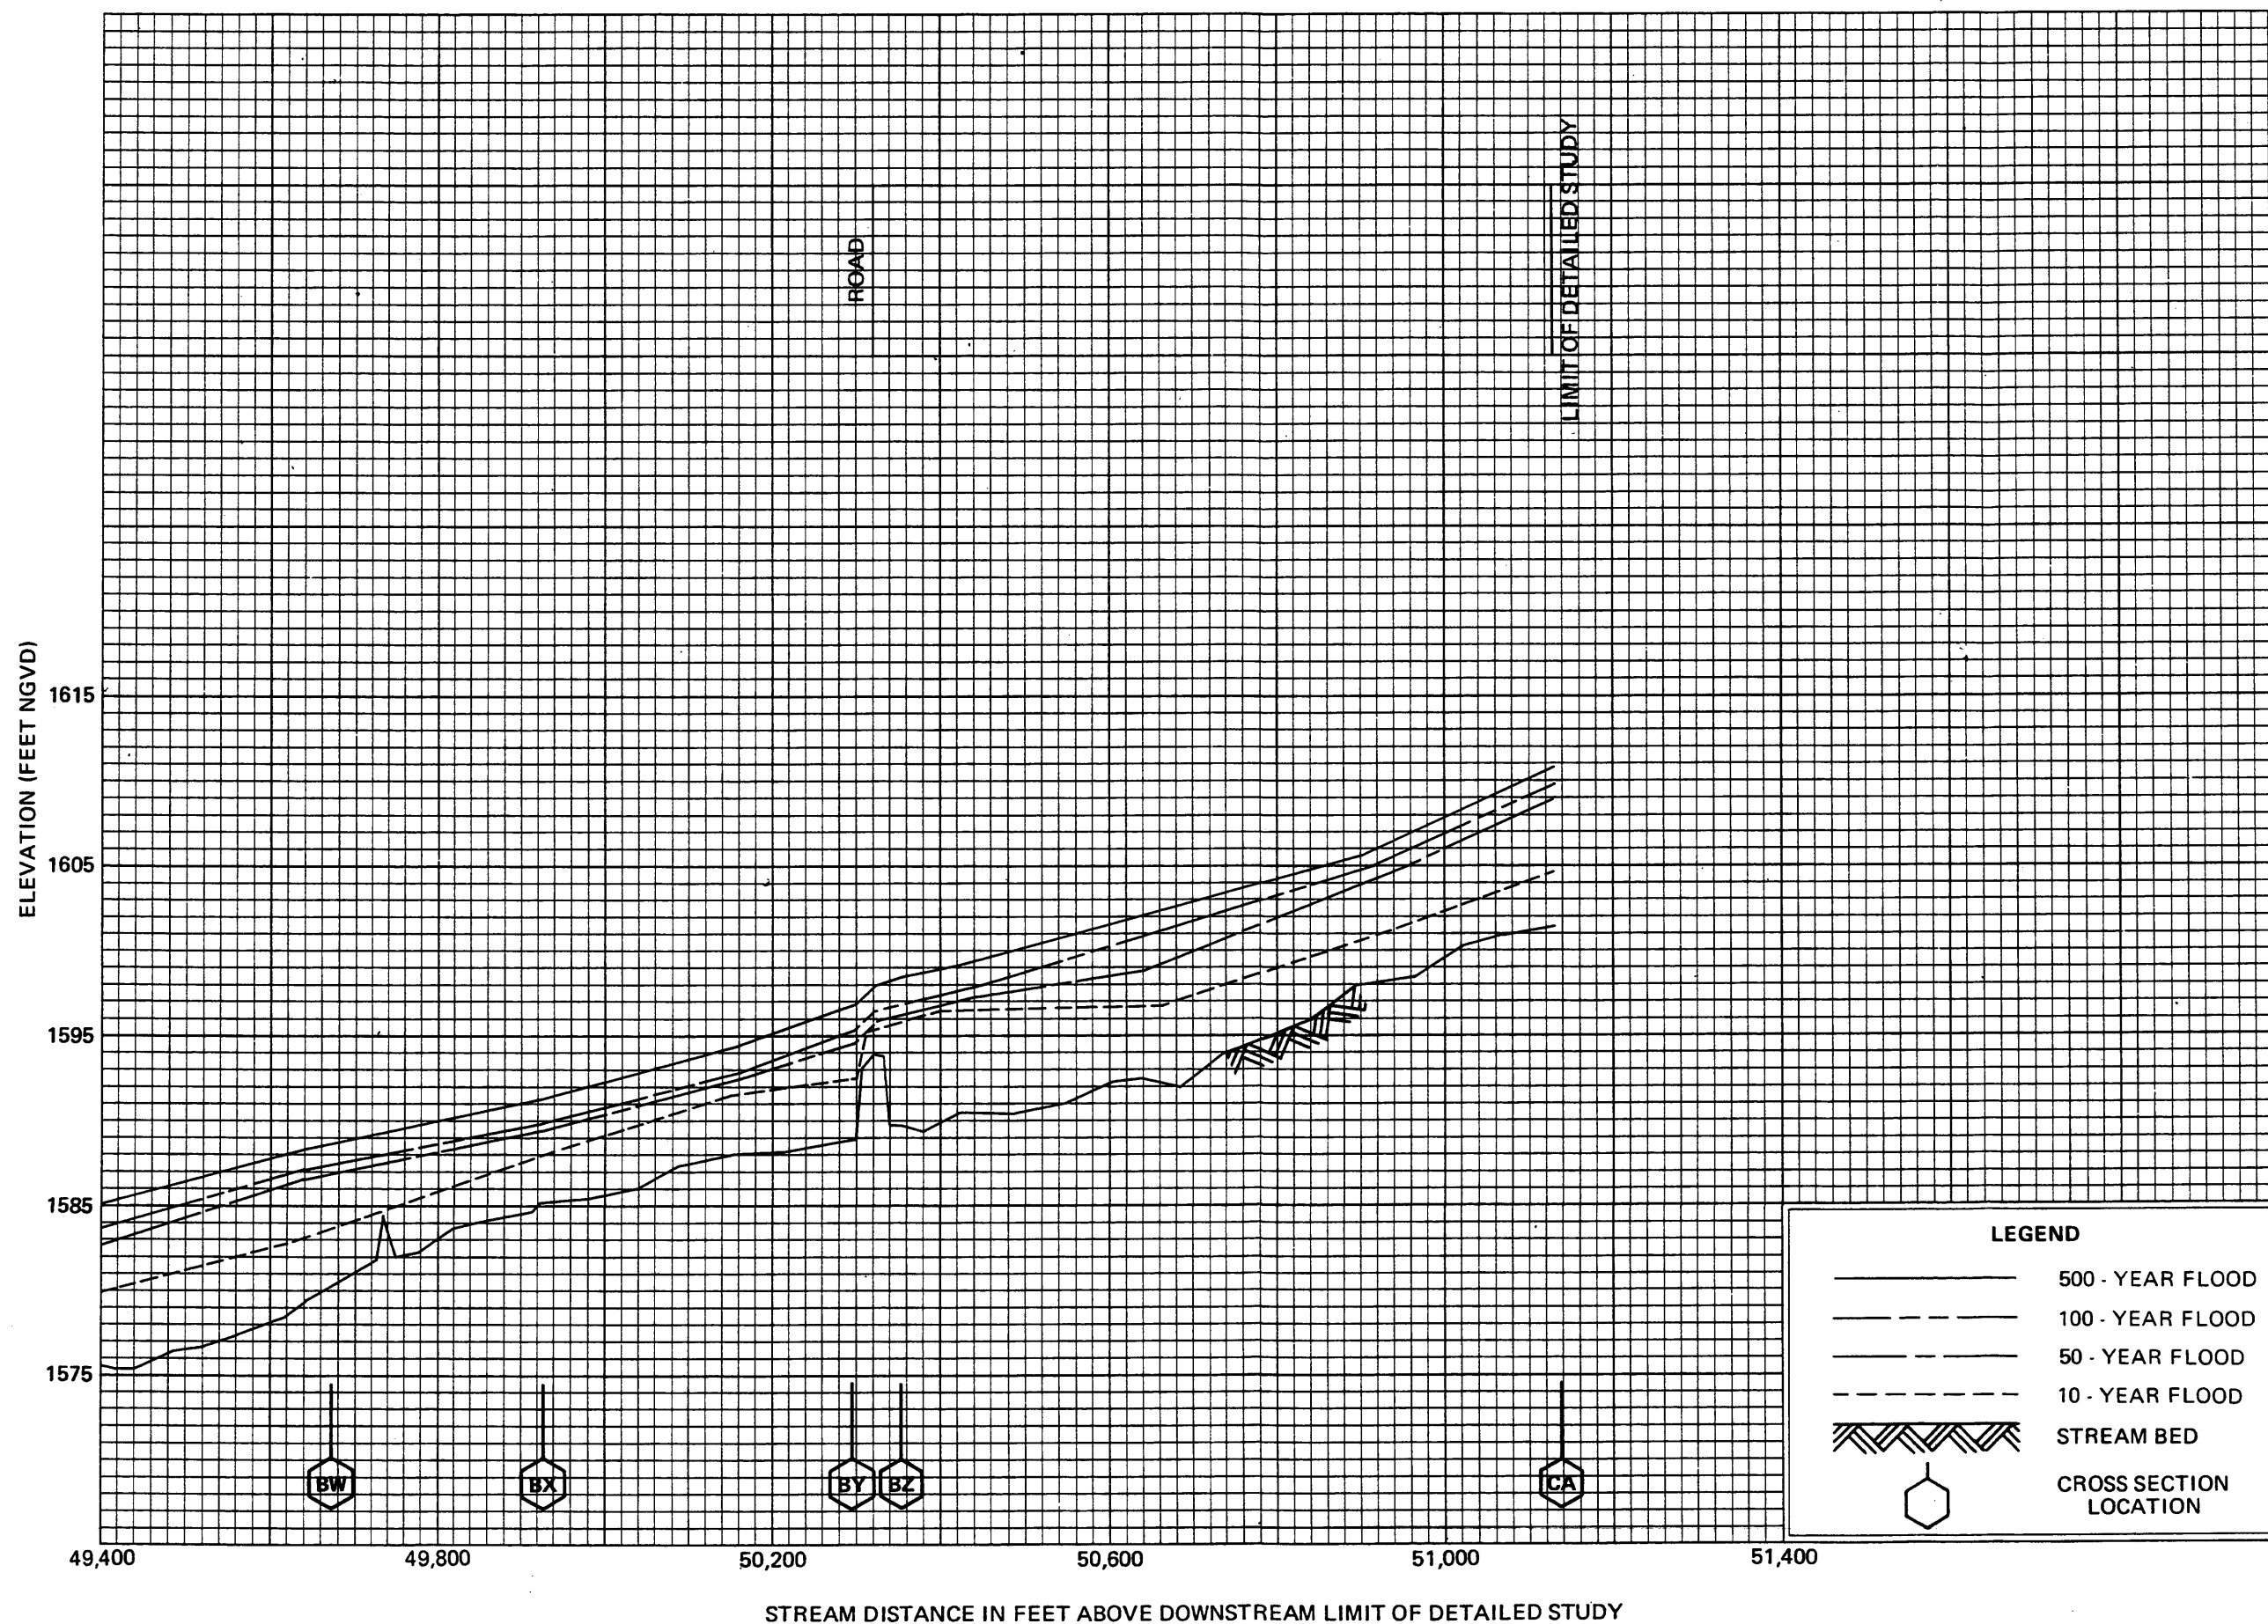 ROAD
LIMIT OF DETAILED STUDY
ELEVATION (FEET NGVD)
1615
1605
1595
1585
1575
BW
BX
BY
BZ
CA
49,400
49,800
50,200
50,600
51,000
51,400
STREAM DISTANCE IN FEET ABOVE DOWNSTREAM LIMIT OF DETAILED STUDY
LEGEND
500 - YEAR FLOOD
100 - YEAR FLOOD
50 - YEAR FLOOD
10 - YEAR FLOOD
STREAM BED
CROSS SECTION
LOCATION